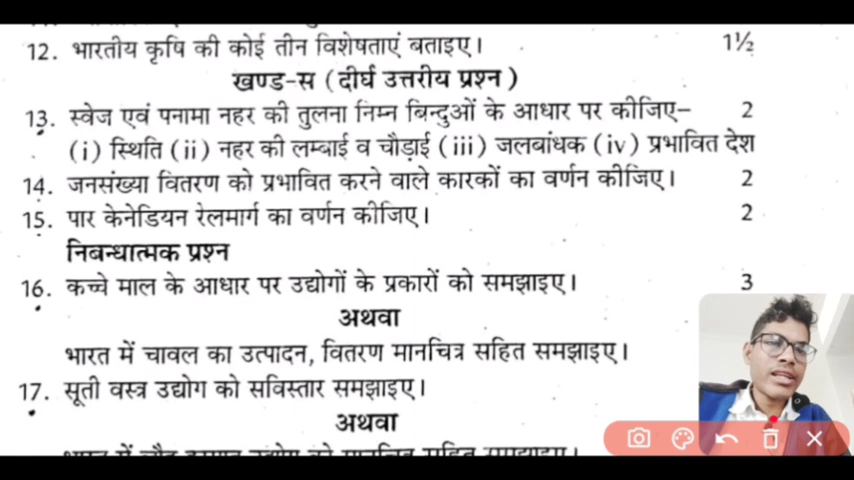 12. भारतीय कृषि की कोई तीन विशेषताएं बताइए। 1½
खण्ड-स (दीर्घ उत्तरीय प्रश्न)
13. स्वेज एवं पनामा नहर की तुलना निम्न बिन्दुओं के आधार पर कीजिए– 2
(i) स्थिति (ii) नहर की लम्बाई व चौड़ाई (iii) जलबांधक (iv) प्रभावित देश
14. जनसंख्या वितरण को प्रभावित करने वाले कारकों का वर्णन कीजिए। 2
15. पार केनेडियन रेलमार्ग का वर्णन कीजिए। 2
निबन्धात्मक प्रश्न
16. कच्चे माल के आधार पर उद्योगों के प्रकारों को समझाइए। 3
अथवा
भारत में चावल का उत्पादन, वितरण मानचित्र सहित समझाइए।
17. सूती वस्त्र उद्योग को सविस्तार समझाइए।
अथवा